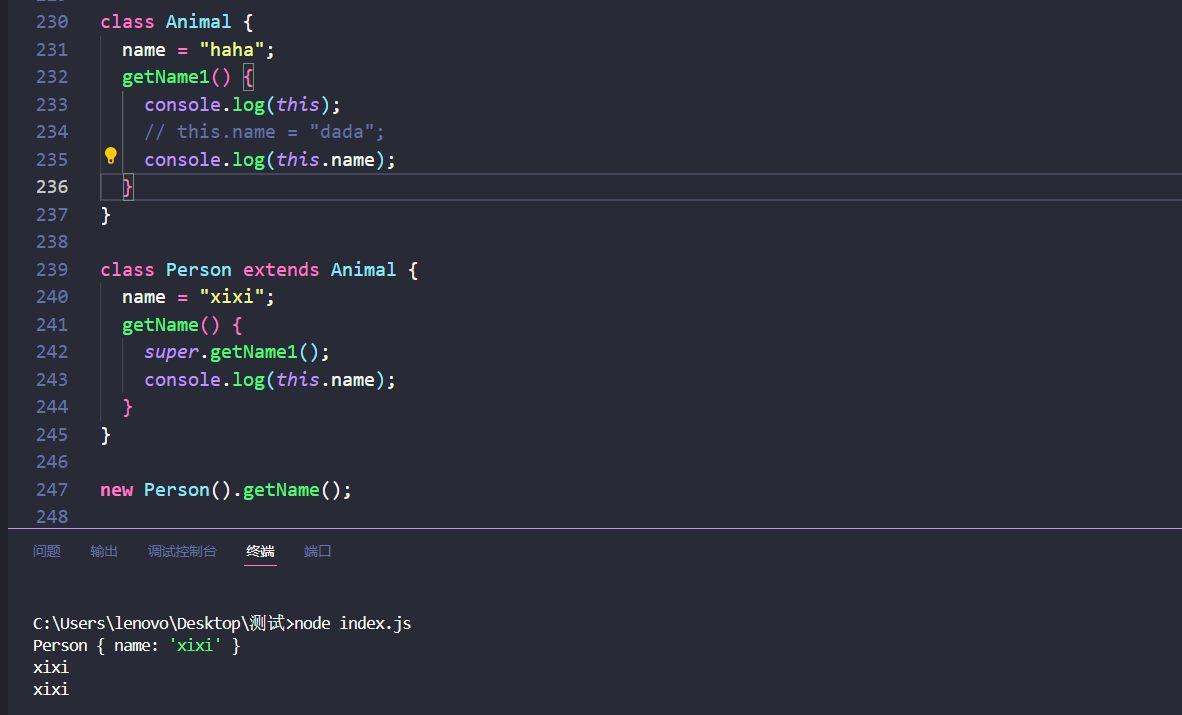 230 class Animal {
231 name = "haha";
232 getName1() {
233 console.log(this);
234 // this.name = "dada";
235 console.log(this.name);
236 }
237 }
238
239 class Person extends Animal {
240 name = "xixi";
241 getName() {
242 super.getName1();
243 console.log(this.name);
244 }
245 }
246
247 new Person().getName();
248
问题 输出 调试控制台 终端 端口
C:\Users\lenovo\Desktop\测试>node index.js
Person { name: 'xixi' }
xixi
xixi